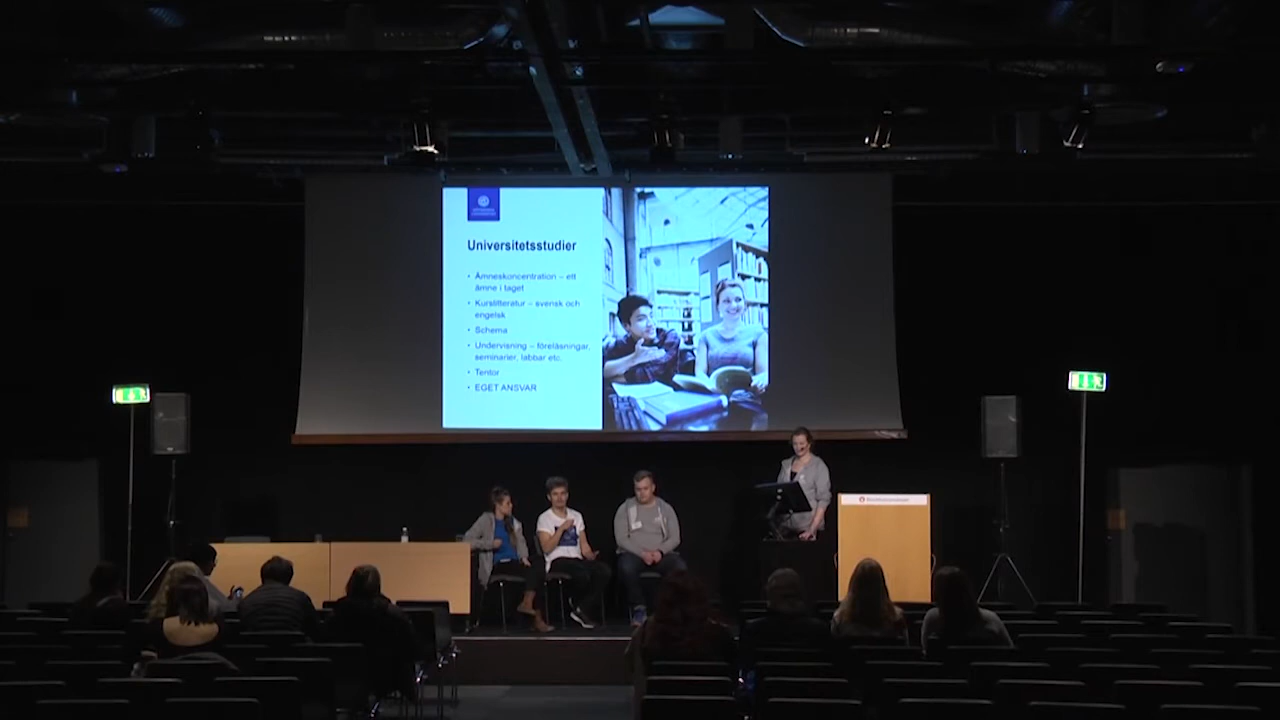 Universitetsstudier
• Ämneskoncentration – ett
ämne i taget
• Kurslitteratur – svensk och
engelsk
• Schema
• Undervisning – föreläsningar,
seminarier, labbar etc.
• Tentor
• EGET ANSVAR